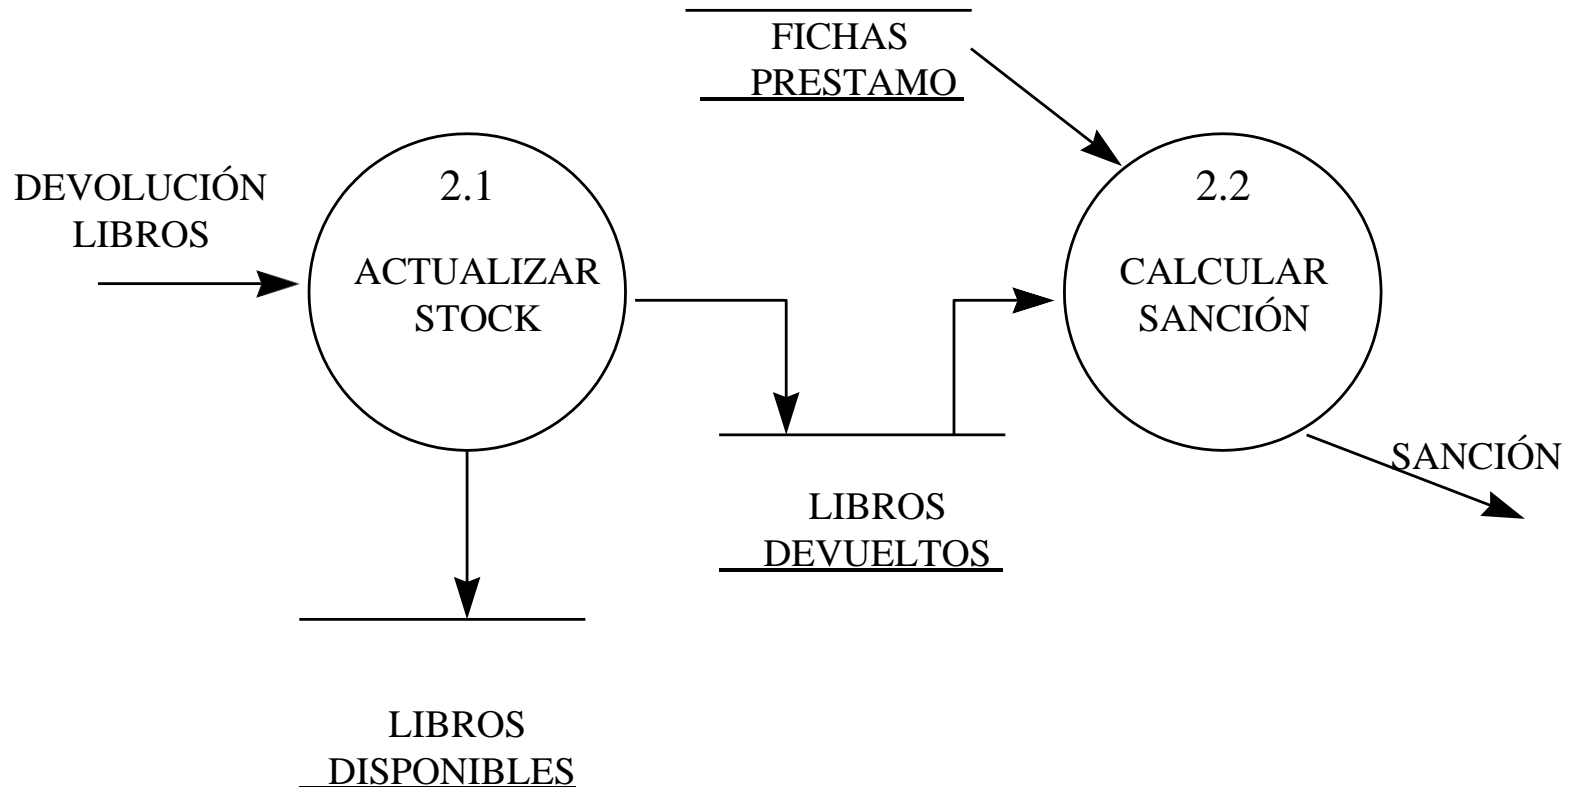 FICHAS
PRESTAMO
DEVOLUCIÓN
LIBROS
2.1
ACTUALIZAR
STOCK
2.2
CALCULAR
SANCIÓN
SANCIÓN
LIBROS
DEVUELTOS
LIBROS
DISPONIBLES